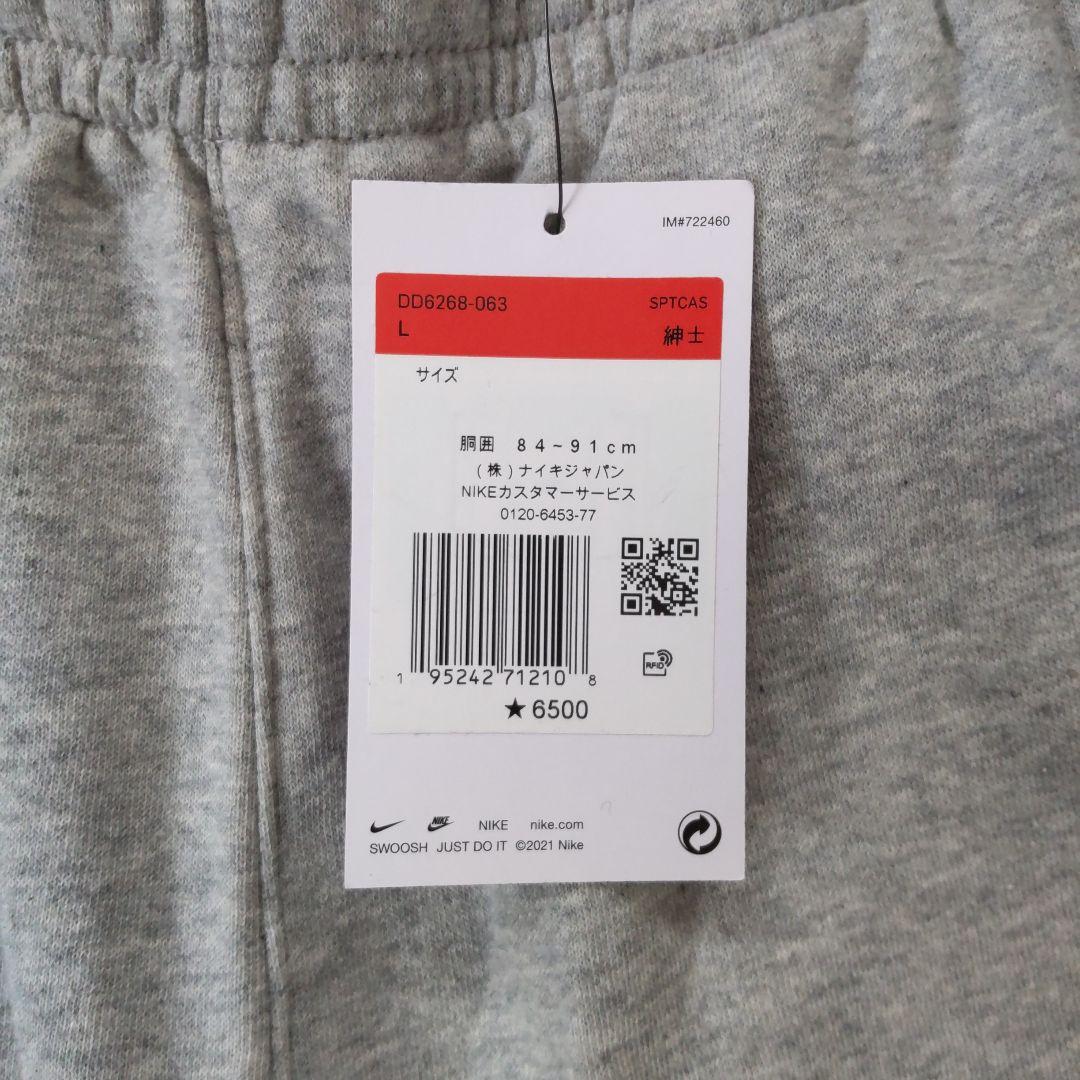 IM#722460
DD6268-063 SPTCAS
L 紳士
サイズ
胴囲 84~91cm
(株)ナイキジャパン
NIKEカスタマーサービス
0120-6453-77
RFID
1 95242 71210 8
★6500
NIKE NIKE nike.com
SWOOSH JUST DO IT ©2021 Nike